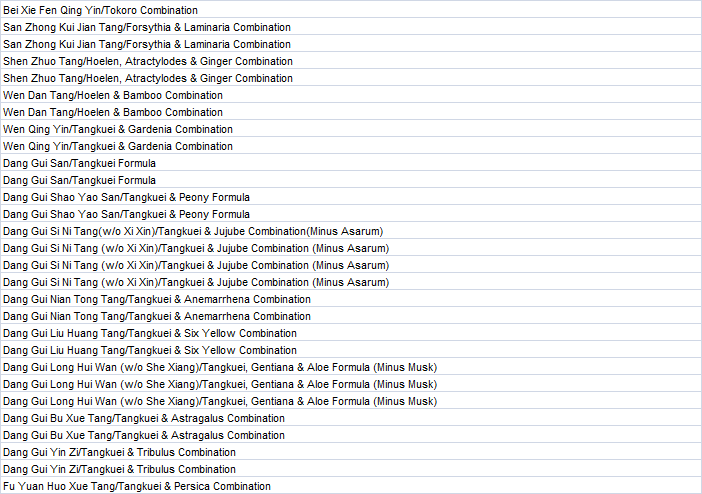 Bei Xie Fen Qing Yin/Tokoro Combination
San Zhong Kui Jian Tang/Forsythia & Laminaria Combination
San Zhong Kui Jian Tang/Forsythia & Laminaria Combination
Shen Zhuo Tang/Hoelen, Atractylodes & Ginger Combination
Shen Zhuo Tang/Hoelen, Atractylodes & Ginger Combination
Wen Dan Tang/Hoelen & Bamboo Combination
Wen Dan Tang/Hoelen & Bamboo Combination
Wen Qing Yin/Tangkuei & Gardenia Combination
Wen Qing Yin/Tangkuei & Gardenia Combination
Dang Gui San/Tangkuei Formula
Dang Gui San/Tangkuei Formula
Dang Gui Shao Yao San/Tangkuei & Peony Formula
Dang Gui Shao Yao San/Tangkuei & Peony Formula
Dang Gui Si Ni Tang(w/o Xi Xin)/Tangkuei & Jujube Combination(Minus Asarum)
Dang Gui Si Ni Tang (w/o Xi Xin)/Tangkuei & Jujube Combination (Minus Asarum)
Dang Gui Si Ni Tang (w/o Xi Xin)/Tangkuei & Jujube Combination (Minus Asarum)
Dang Gui Si Ni Tang (w/o Xi Xin)/Tangkuei & Jujube Combination (Minus Asarum)
Dang Gui Nian Tong Tang/Tangkuei & Anemarrhena Combination
Dang Gui Nian Tong Tang/Tangkuei & Anemarrhena Combination
Dang Gui Liu Huang Tang/Tangkuei & Six Yellow Combination
Dang Gui Liu Huang Tang/Tangkuei & Six Yellow Combination
Dang Gui Long Hui Wan (w/o She Xiang)/Tangkuei, Gentiana & Aloe Formula (Minus Musk)
Dang Gui Long Hui Wan (w/o She Xiang)/Tangkuei, Gentiana & Aloe Formula (Minus Musk)
Dang Gui Long Hui Wan (w/o She Xiang)/Tangkuei, Gentiana & Aloe Formula (Minus Musk)
Dang Gui Bu Xue Tang/Tangkuei & Astragalus Combination
Dang Gui Bu Xue Tang/Tangkuei & Astragalus Combination
Dang Gui Yin Zi/Tangkuei & Tribulus Combination
Dang Gui Yin Zi/Tangkuei & Tribulus Combination
Fu Yuan Huo Xue Tang/Tangkuei & Persica Combination